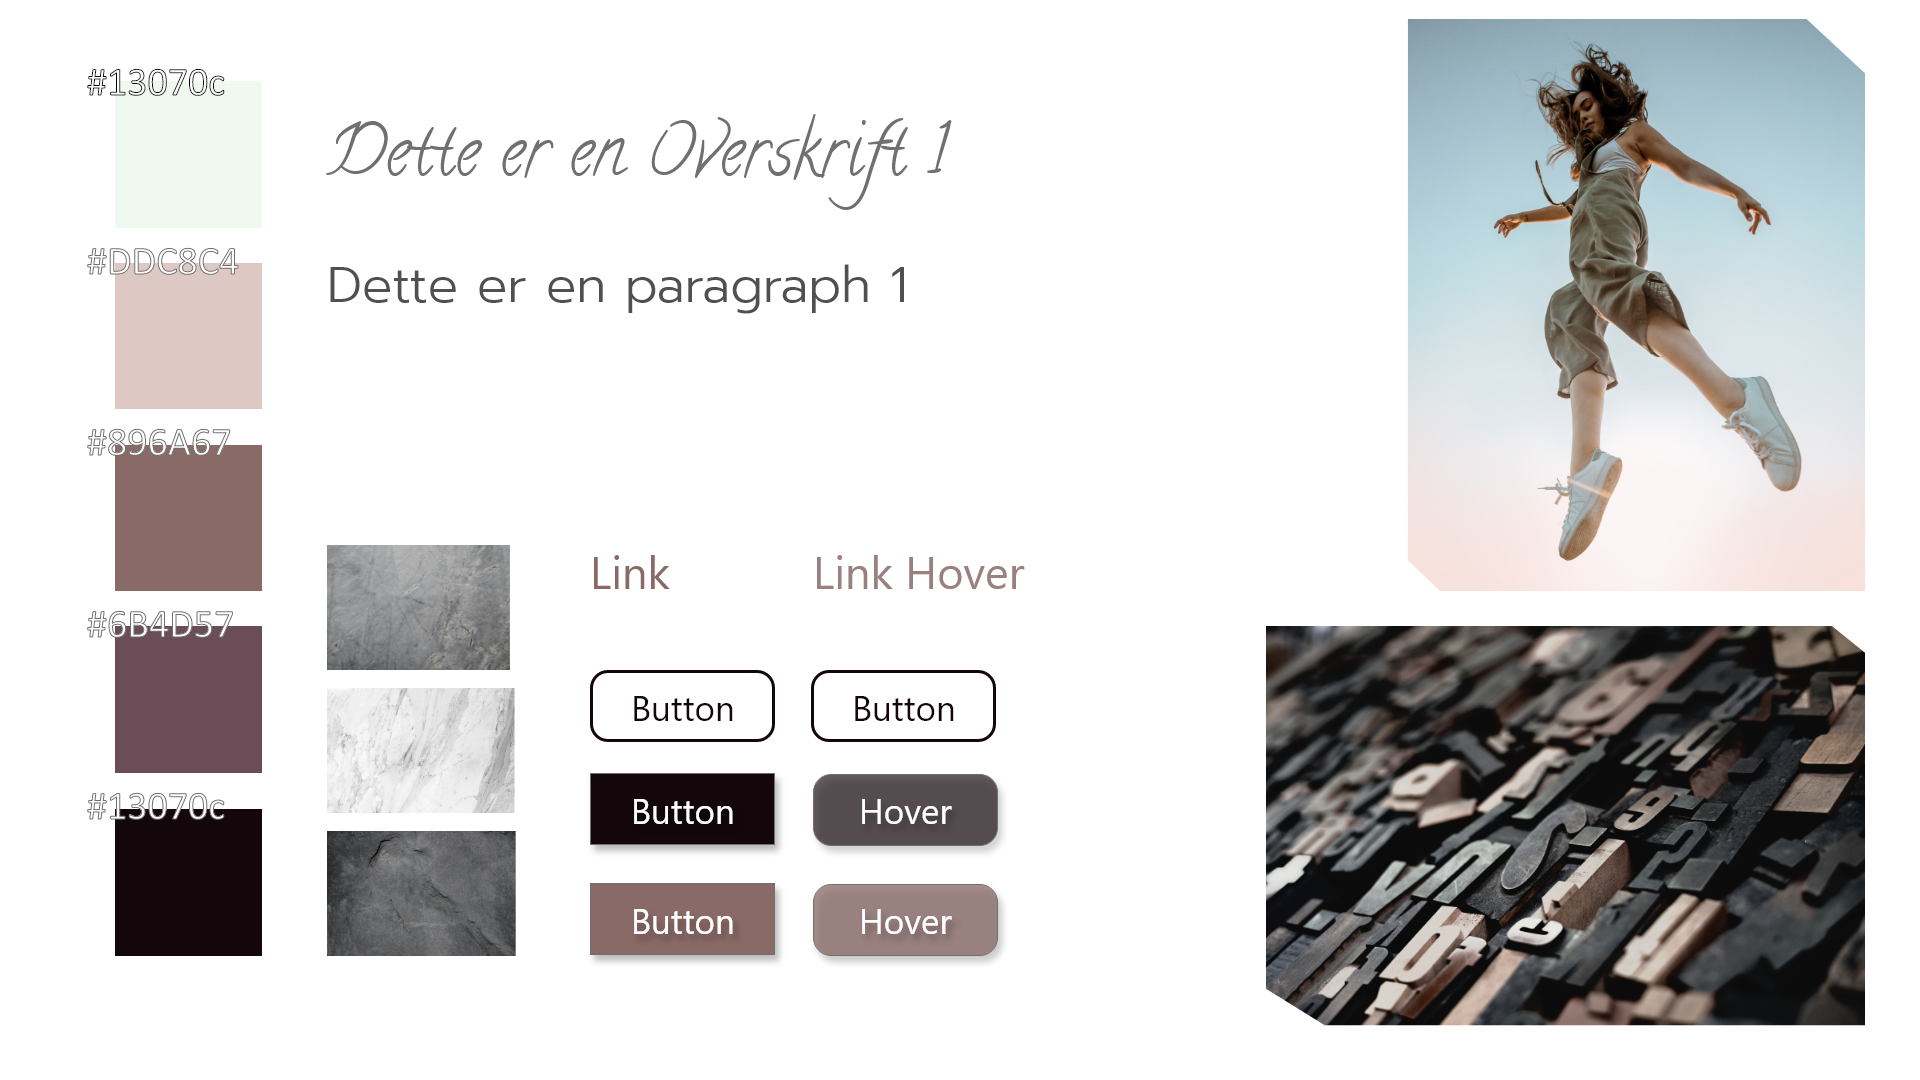 #13070c
#DDC8C4
#896A67
#6B4D57
#13070c
Dette er en Overskrift 1
Dette er en paragraph 1
Link
Link Hover
Button
Button
Button
Hover
Button
Hover